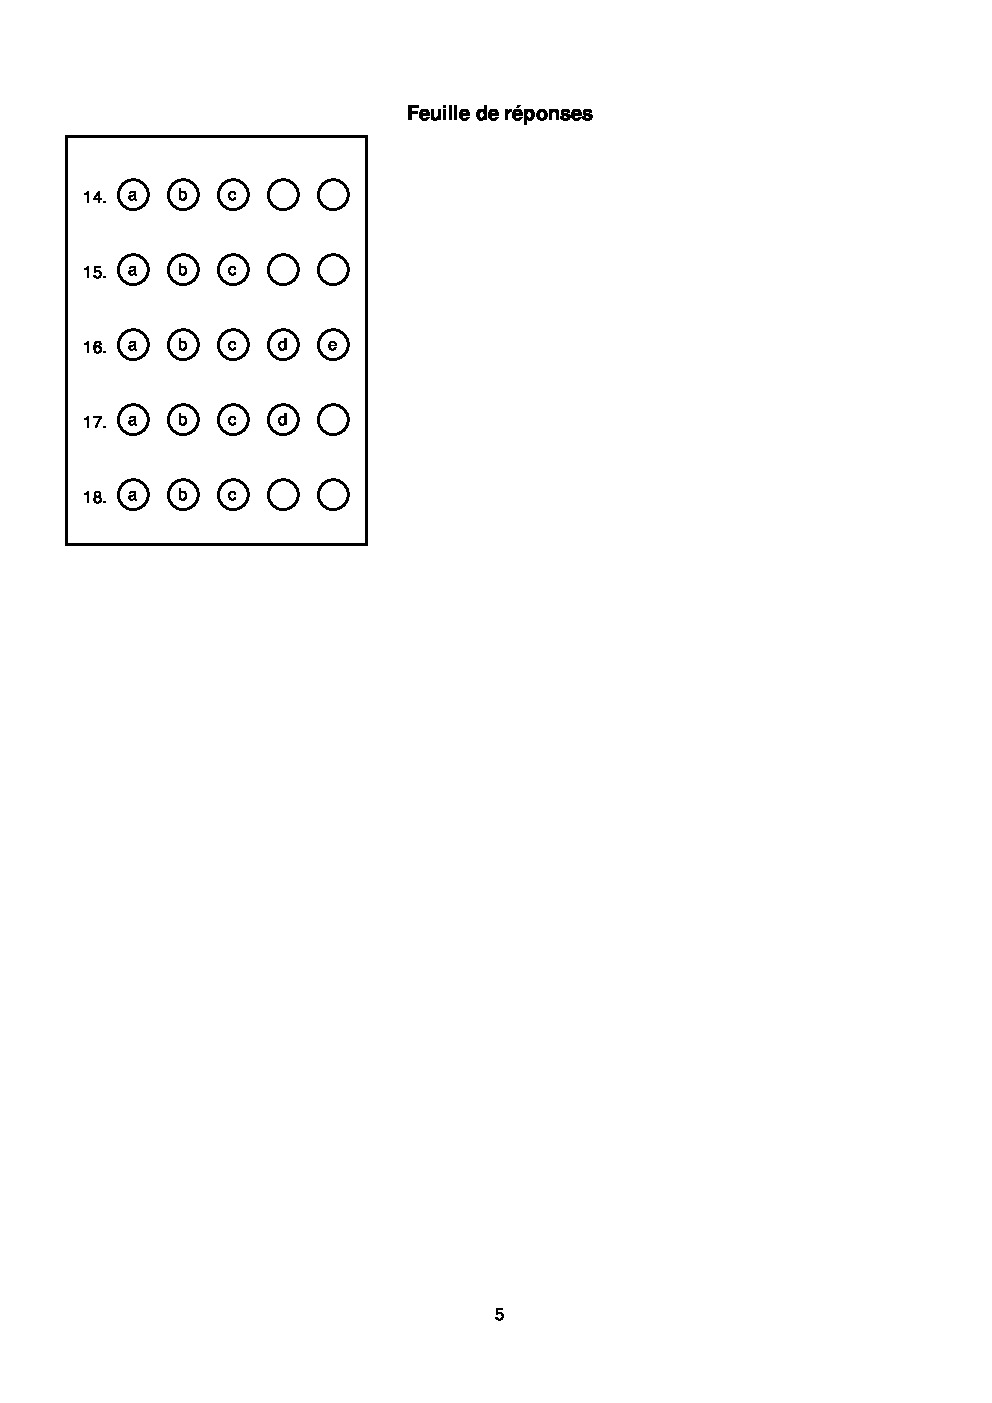 Feuille de réponses
14. a b c
15. a b c
16. a b c d e
17. a b c d
18. a b c
5